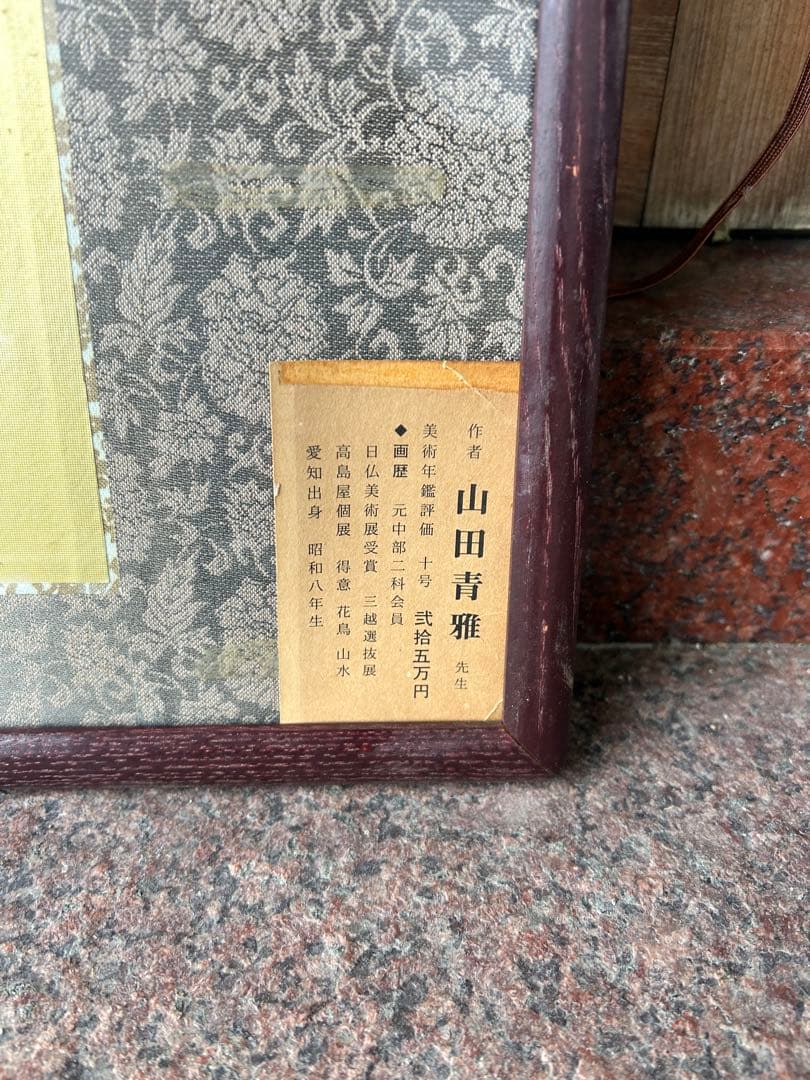 作者 山田青雅 先生
美術年鑑評価 十号 弐拾五万円
◆画歴 元中部二科会員
日仏美術展受賞 三越選抜展
高島屋個展 得意 花鳥 山水
愛知出身 昭和八年生